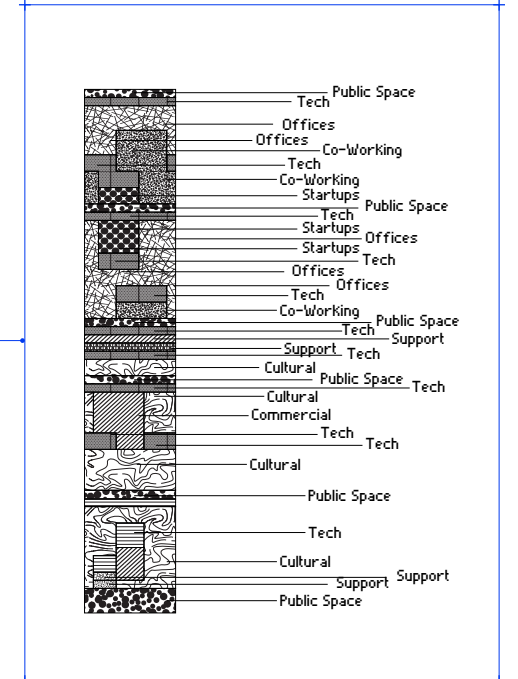 Public Space
Tech
Offices
Offices
Co-Working
Tech
Co-Working
Startups
Public Space
Tech
Startups
Offices
Startups
Tech
Offices
Offices
Tech
Co-Working
Public Space
Tech
Support
Support
Tech
Cultural
Public Space
Tech
Cultural
Commercial
Tech
Tech
Cultural
Public Space
Tech
Cultural
Support
Support
Public Space